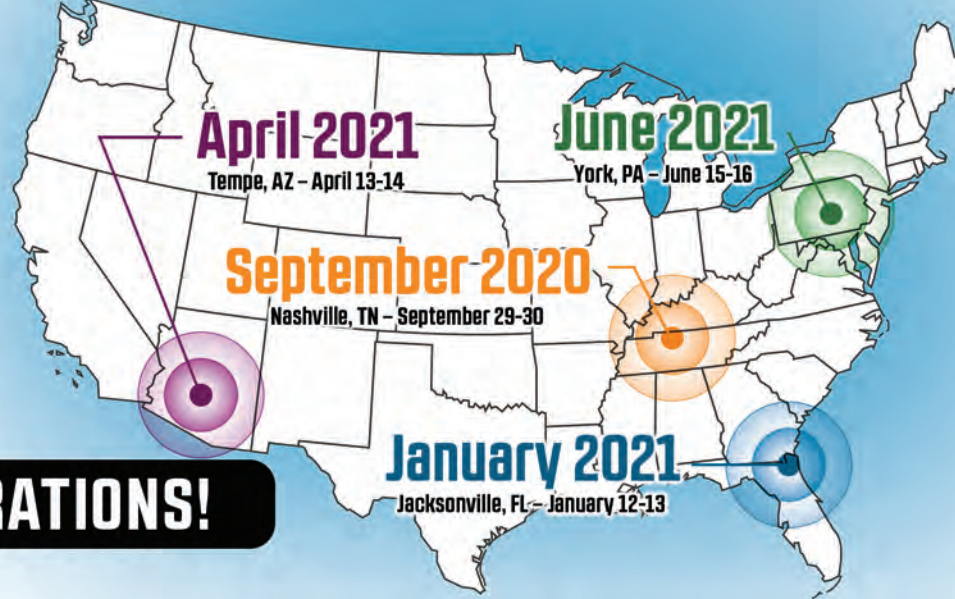 April 2021
Tempe, AZ – April 13-14
June 2021
York, PA – June 15-16
September 2020
Nashville, TN – September 29-30
January 2021
Jacksonville, FL – January 12-13
RATIONS!